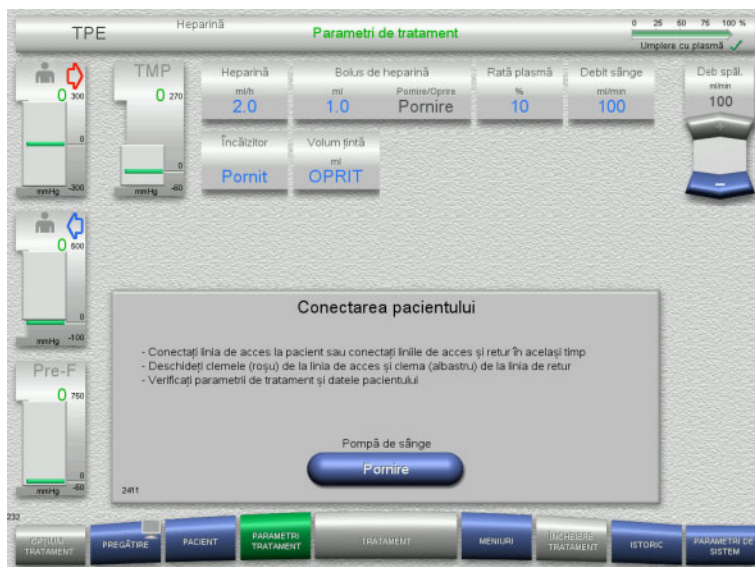 TPE
Heparină
Parametri de tratament
0 25 50 75 100 %
Umplere cu plasmă
0 300
0
mmHg -300
TMP
0 270
0
mmHg -60
Heparină
ml/h
2.0
Bolus de heparină
ml Pornire/Oprire
1.0 Pornire
Rată plasmă
%
10
Debit sânge
ml/min
100
Deb spăl.
ml/min
100
+
-
Încălzitor
Pornit
Volum țintă
ml
OPRIT
0 500
0
mmHg -100
Pre-F
0 750
0
mmHg -50
Conectarea pacientului
- Conectați linia de acces la pacient sau conectați liniile de acces și retur în același timp
- Deschideți clemele (roșu) de la linia de acces și clema (albastru) de la linia de retur
- Verificați parametrii de tratament și datele pacientului
Pompă de sânge
Pornire
2411
232
OPȚIUNI TRATAMENT
PREGĂTIRE
PACIENT
PARAMETRI TRATAMENT
TRATAMENT
MENIURI
ÎNCHEIERE TRATAMENT
ISTORIC
PARAMETRI DE SISTEM